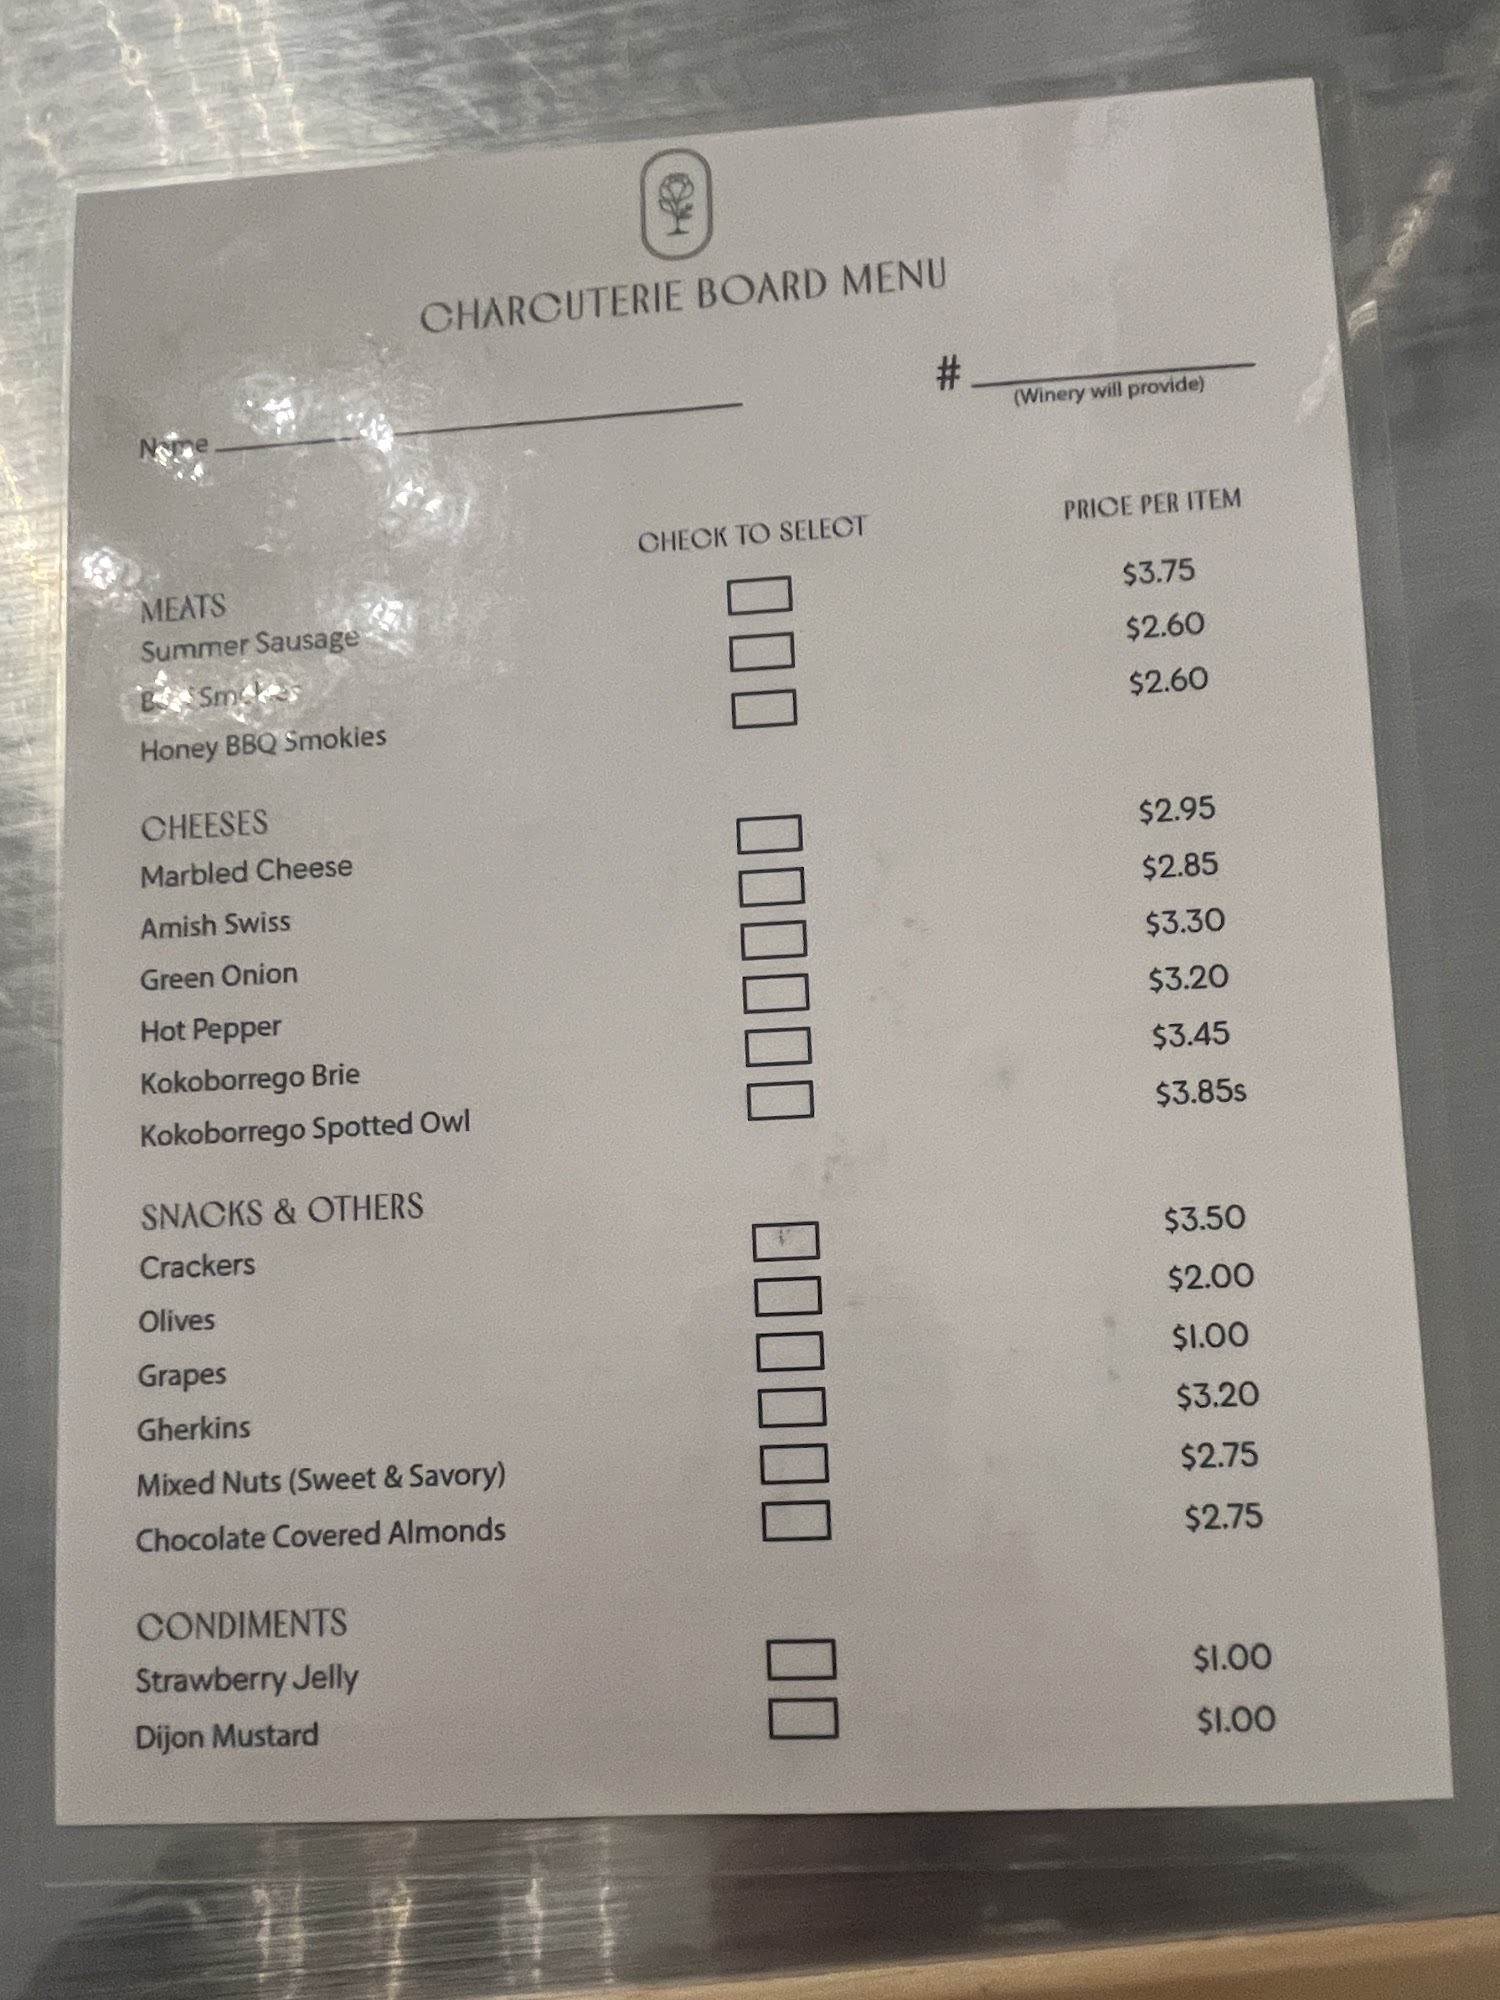 CHARCUTERIE BOARD MENU
Name # (Winery will provide)
CHECK TO SELECT PRICE PER ITEM
MEATS
Summer Sausage $3.75
Smokies $2.60
Honey BBQ Smokies $2.60
CHEESES
Marbled Cheese $2.95
Amish Swiss $2.85
Green Onion $3.30
Hot Pepper $3.20
Kokoborrego Brie $3.45
Kokoborrego Spotted Owl $3.85s
SNACKS & OTHERS
Crackers $3.50
Olives $2.00
Grapes $1.00
Gherkins $3.20
Mixed Nuts (Sweet & Savory) $2.75
Chocolate Covered Almonds $2.75
CONDIMENTS
Strawberry Jelly $1.00
Dijon Mustard $1.00